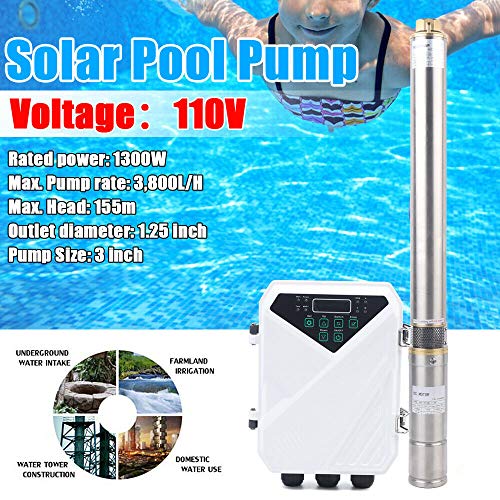 Solar Pool Pump
Voltage: 110V
Rated power: 1300W
Max. Pump rate: 3,800L/H
Max. Head: 155m
Outlet diameter: 1.25 inch
Pump Size: 3 inch
UNDERGROUND
WATER INTAKE
FARMLAND
IRRIGATION
WATER TOWER
CONSTRUCTION
DOMESTIC
WATER USE